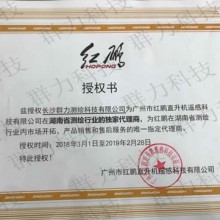 红鹏
HOPONG
授权书
兹授权长沙群力测绘科技有限公司为广州市红鹏直升机遥感科
技有限公司在湖南省测绘行业的独家代理商，为红鹏在湖南省测绘
行业内市场开拓、产品销售和售后服务的唯一指定代理商。
授权时间：2018年3月1日至2019年2月28日
特此授权！
广州市红鹏直升机遥感科技有限公司